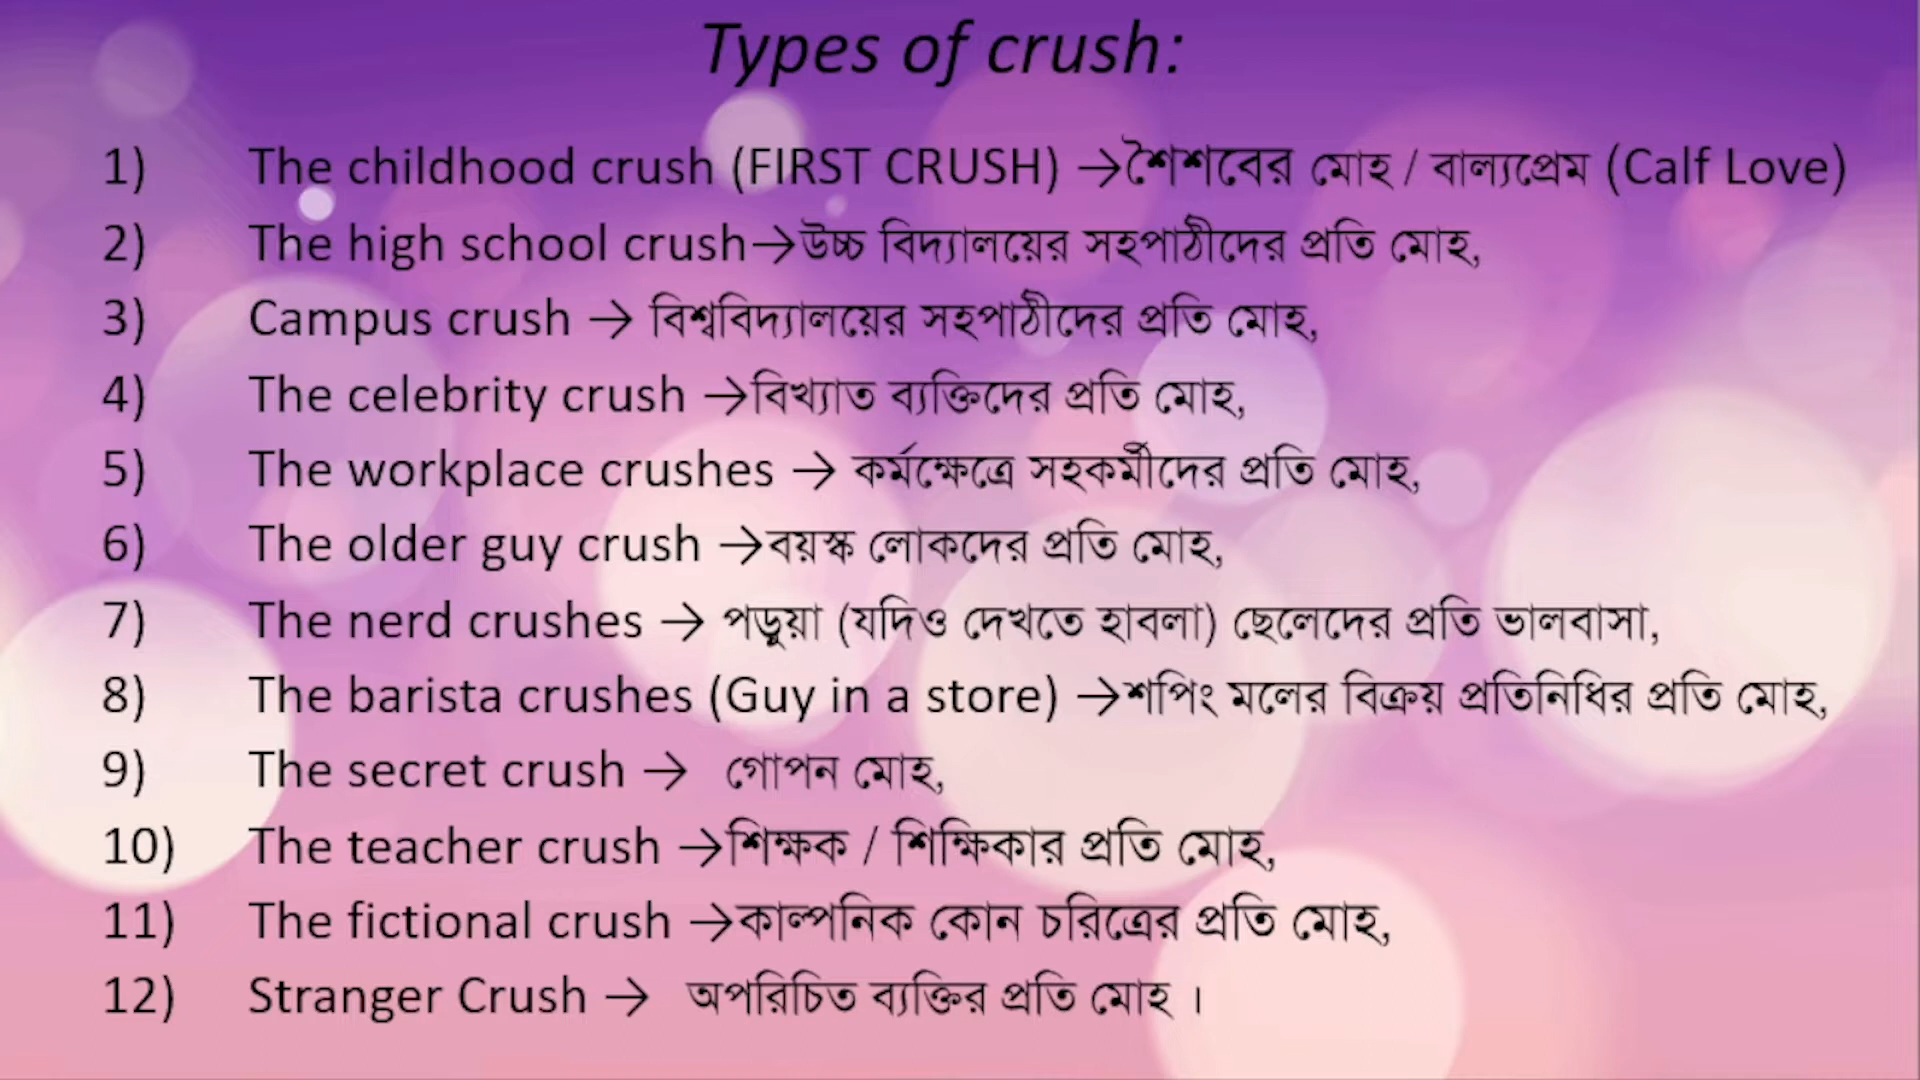 Types of crush:
1) The childhood crush (FIRST CRUSH) →শৈশবের মোহ / বাল্যপ্রেম (Calf Love)
2) The high school crush→উচ্চ বিদ্যালয়ের সহপাঠীদের প্রতি মোহ,
3) Campus crush → বিশ্ববিদ্যালয়ের সহপাঠীদের প্রতি মোহ,
4) The celebrity crush →বিখ্যাত ব্যক্তিদের প্রতি মোহ,
5) The workplace crushes → কর্মক্ষেত্রে সহকর্মীদের প্রতি মোহ,
6) The older guy crush →বয়স্ক লোকদের প্রতি মোহ,
7) The nerd crushes → পড়ুয়া (যদিও দেখতে হাবলা) ছেলেদের প্রতি ভালবাসা,
8) The barista crushes (Guy in a store) →শপিং মলের বিক্রয় প্রতিনিধির প্রতি মোহ,
9) The secret crush → গোপন মোহ,
10) The teacher crush →শিক্ষক / শিক্ষিকার প্রতি মোহ,
11) The fictional crush →কাল্পনিক কোন চরিত্রের প্রতি মোহ,
12) Stranger Crush → অপরিচিত ব্যক্তির প্রতি মোহ ।